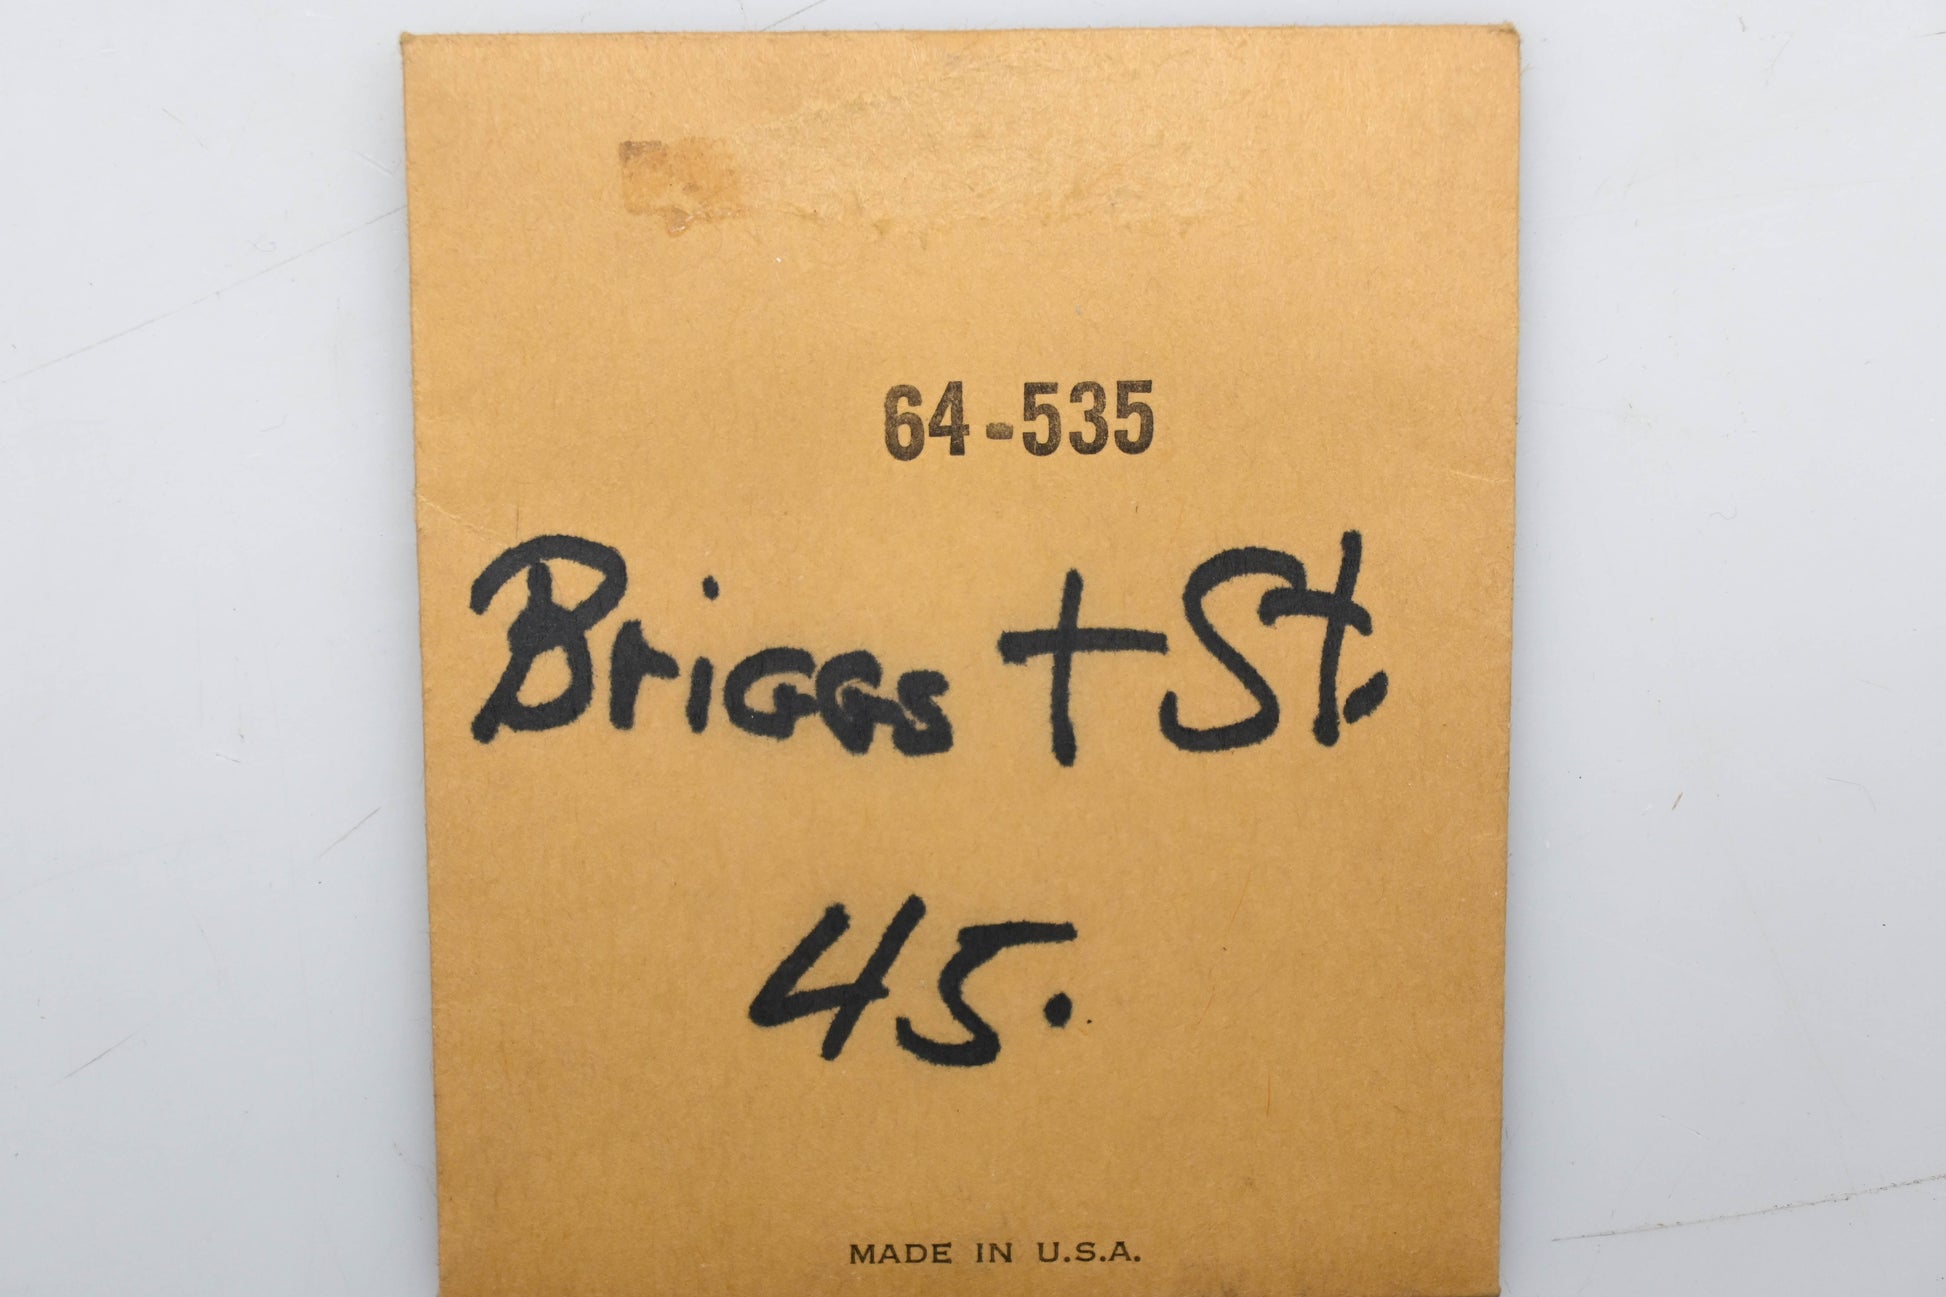 64-535
Briggs + St.
45.
MADE IN U.S.A.